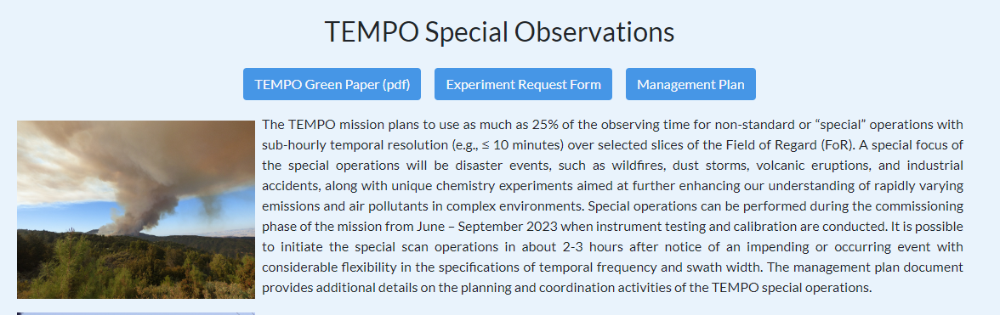 TEMPO Special Observations
TEMPO Green Paper (pdf)
Experiment Request Form
Management Plan
The TEMPO mission plans to use as much as 25% of the observing time for non-standard or “special” operations with
sub-hourly temporal resolution (e.g., ≤ 10 minutes) over selected slices of the Field of Regard (FoR). A special focus of
the special operations will be disaster events, such as wildfires, dust storms, volcanic eruptions, and industrial
accidents, along with unique chemistry experiments aimed at further enhancing our understanding of rapidly varying
emissions and air pollutants in complex environments. Special operations can be performed during the commissioning
phase of the mission from June – September 2023 when instrument testing and calibration are conducted. It is possible
to initiate the special scan operations in about 2-3 hours after notice of an impending or occurring event with
considerable flexibility in the specifications of temporal frequency and swath width. The management plan document
provides additional details on the planning and coordination activities of the TEMPO special operations.